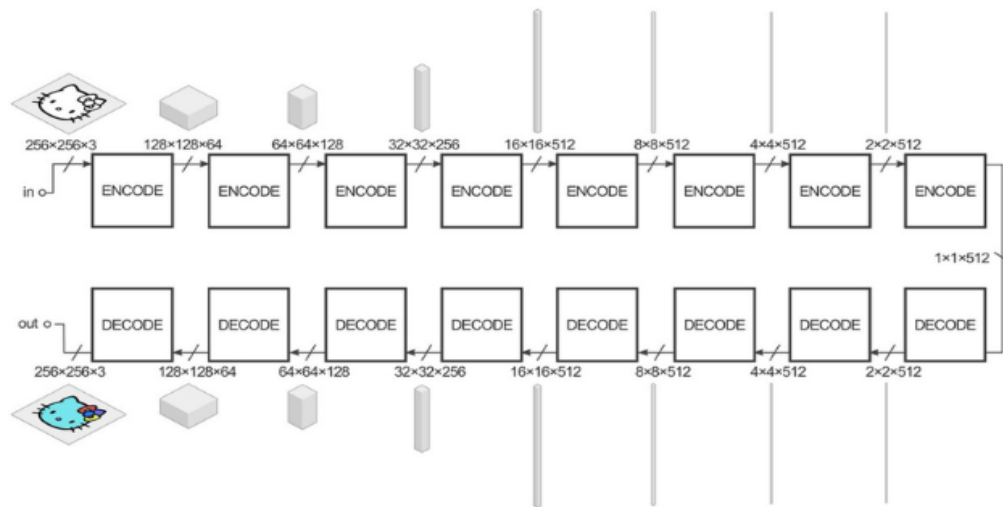 256×256×3 128×128×64 64×64×128 32×32×256 16×16×512 8×8×512 4×4×512 2×2×512
in ENCODE ENCODE ENCODE ENCODE ENCODE ENCODE ENCODE ENCODE
1×1×512
out DECODE DECODE DECODE DECODE DECODE DECODE DECODE DECODE
256×256×3 128×128×64 64×64×128 32×32×256 16×16×512 8×8×512 4×4×512 2×2×512